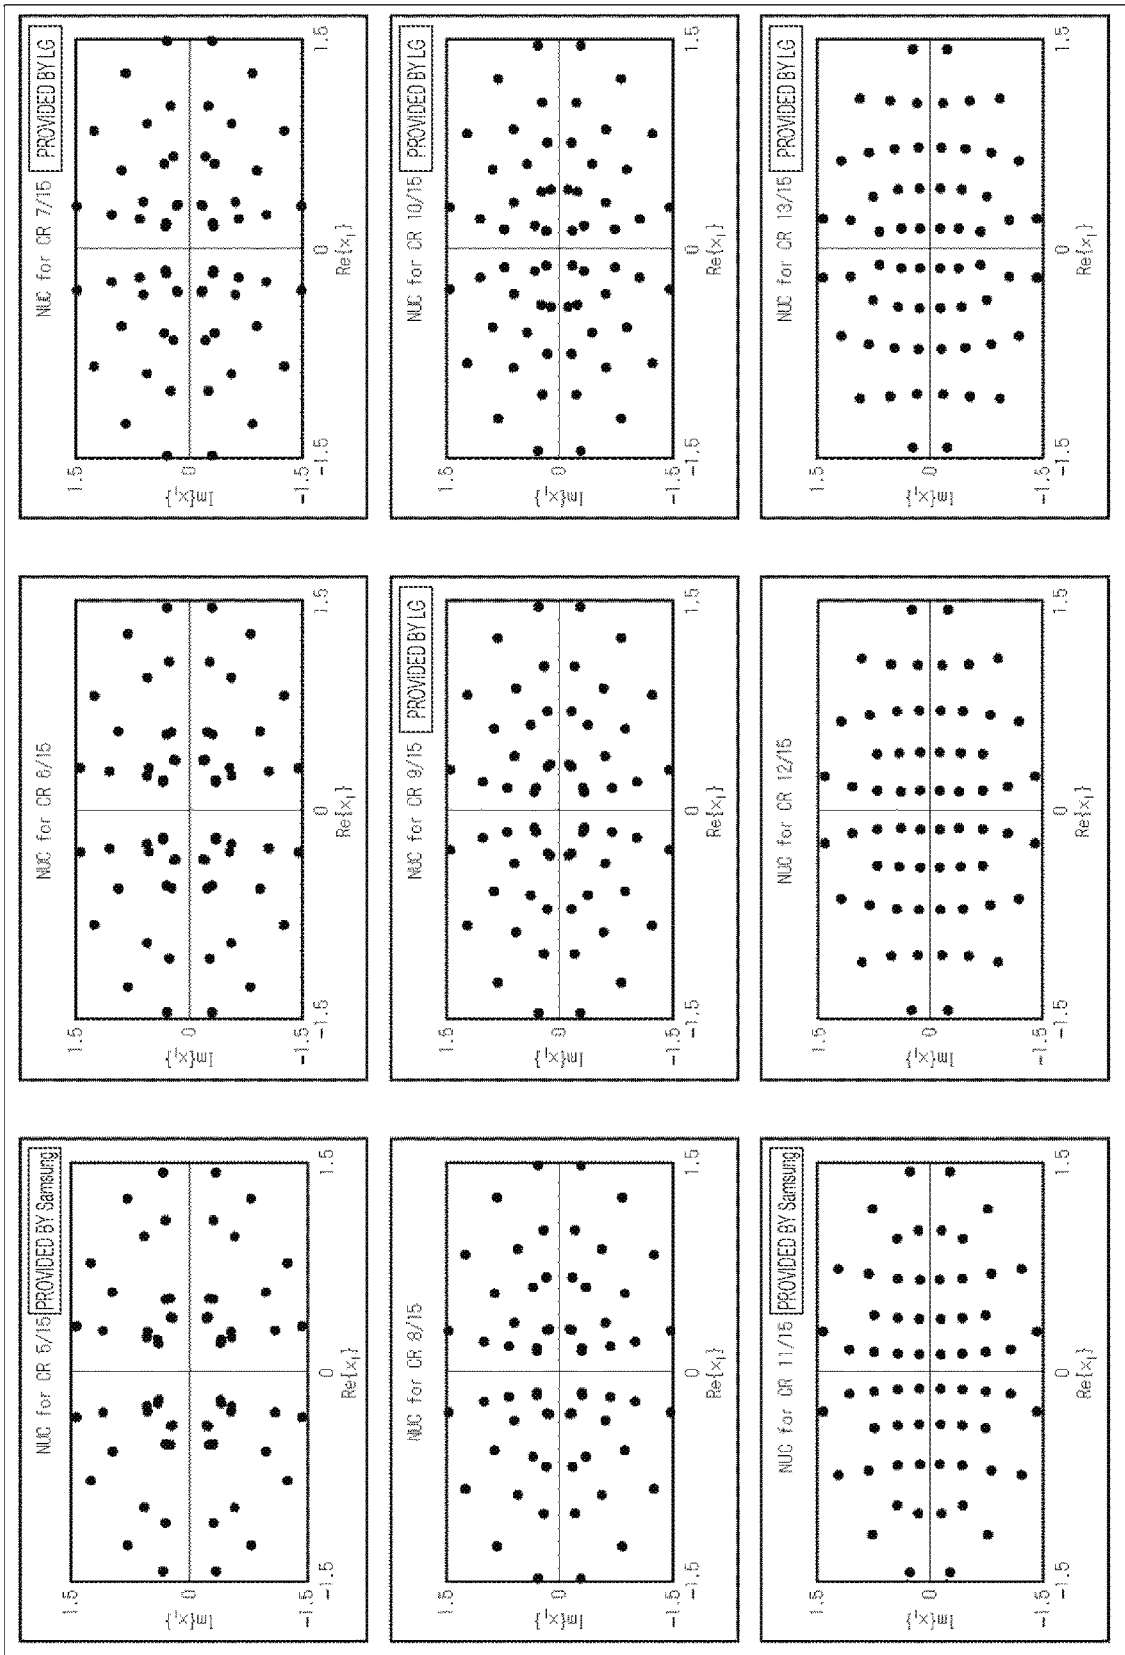 NUC for CR 5/15
PROVIDED BY Samsung
1.5
0
-1.5
Im{x_l}
-1.5
0
1.5
Re{x_l}
NUC for CR 6/15
1.5
0
-1.5
Im{x_l}
-1.5
0
1.5
Re{x_l}
NUC for CR 7/15
PROVIDED BY LG
1.5
0
-1.5
Im{x_l}
-1.5
0
1.5
Re{x_l}
NUC for CR 8/15
1.5
0
-1.5
Im{x_l}
-1.5
0
1.5
Re{x_l}
NUC for CR 9/15
PROVIDED BY LG
1.5
0
-1.5
Im{x_l}
-1.5
0
1.5
Re{x_l}
NUC for CR 10/15
PROVIDED BY LG
1.5
0
-1.5
Im{x_l}
-1.5
0
1.5
Re{x_l}
NUC for CR 11/15
PROVIDED BY Samsung
1.5
0
-1.5
Im{x_l}
-1.5
0
1.5
Re{x_l}
NUC for CR 12/15
1.5
0
-1.5
Im{x_l}
-1.5
0
1.5
Re{x_l}
NUC for CR 13/15
PROVIDED BY LG
1.5
0
-1.5
Im{x_l}
-1.5
0
1.5
Re{x_l}